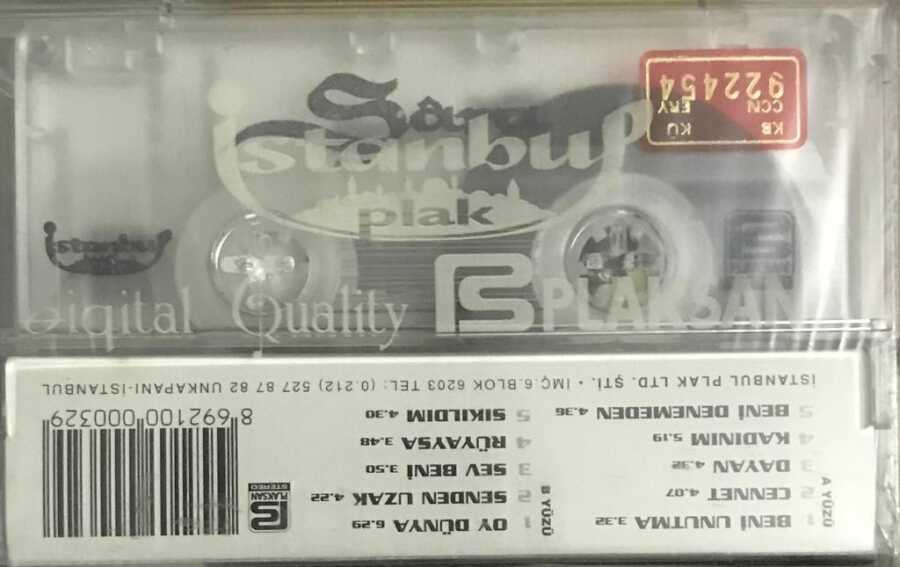 Sâra
istanbul
plak
istanbul
Digital Quality
PLAKSAN
KB KÜ
CCN ERY
922454
A YÜZÜ
1 BENİ UNUTMA 3.32
2 CENNET 4.07
3 DAYAN 4.32
4 KADINIM 5.19
5 BENİ DENEMEDEN 4.36
B YÜZÜ
1 OY DÜNYA 6.29
2 SENDEN UZAK 4.22
3 SEV BENİ 3.50
4 RÜYAYSA 3.48
5 SIKILDIM 4.30
PLAKSAN
STEREO
8 692100 000329
İSTANBUL PLAK LTD. ŞTİ. • İMÇ.6.BLOK 6203 TEL: (0.212) 527 87 82 UNKAPANI-İSTANBUL